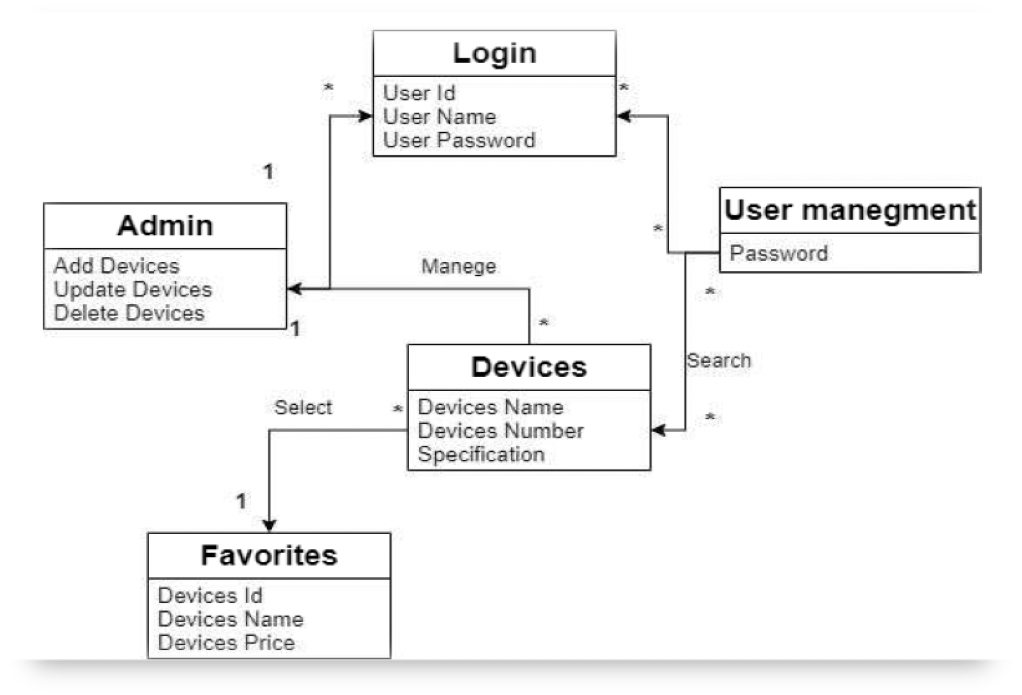 Login
*
*
User Id
User Name
User Password
1
Admin
Add Devices
Update Devices
Delete Devices
User manegment
Password
*
Manege
*
1
*
Devices
Devices Name
Devices Number
Specification
Search
Select
*
*
1
Favorites
Devices Id
Devices Name
Devices Price